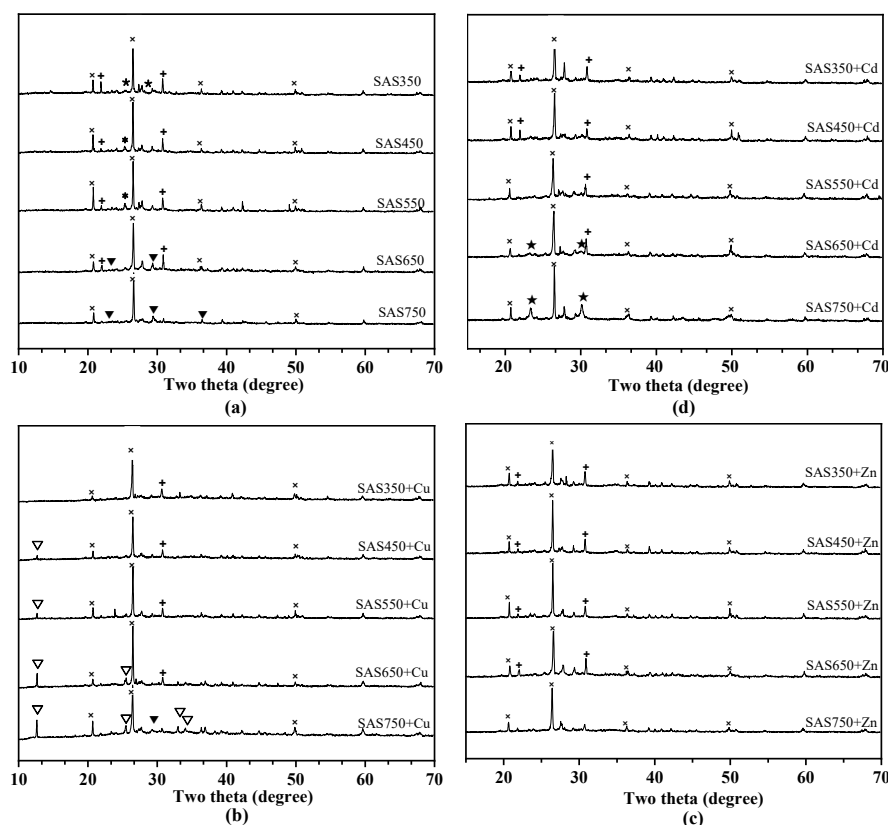 SAS350
SAS450
SAS550
SAS650
SAS750
10 20 30 40 50 60 70
Two theta (degree)
(a)
SAS350+Cd
SAS450+Cd
SAS550+Cd
SAS650+Cd
SAS750+Cd
20 30 40 50 60 70
Two theta (degree)
(d)
SAS350+Cu
SAS450+Cu
SAS550+Cu
SAS650+Cu
SAS750+Cu
10 20 30 40 50 60 70
Two theta (degree)
(b)
SAS350+Zn
SAS450+Zn
SAS550+Zn
SAS650+Zn
SAS750+Zn
20 30 40 50 60 70
Two theta (degree)
(c)